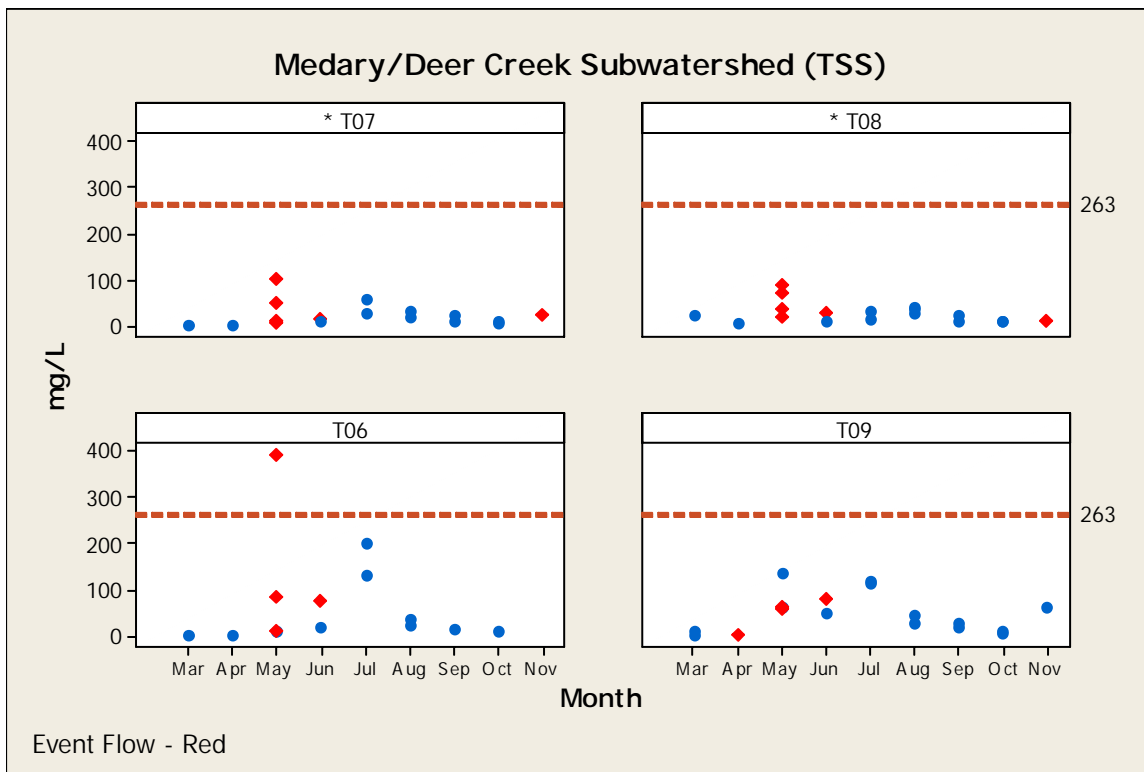 Medary/Deer Creek Subwatershed (TSS)
* T07
* T08
400
300
200
100
0
263
mg/L
T06
T09
400
300
200
100
0
263
Mar Apr May Jun Jul Aug Sep Oct Nov
Mar Apr May Jun Jul Aug Sep Oct Nov
Month
Event Flow - Red